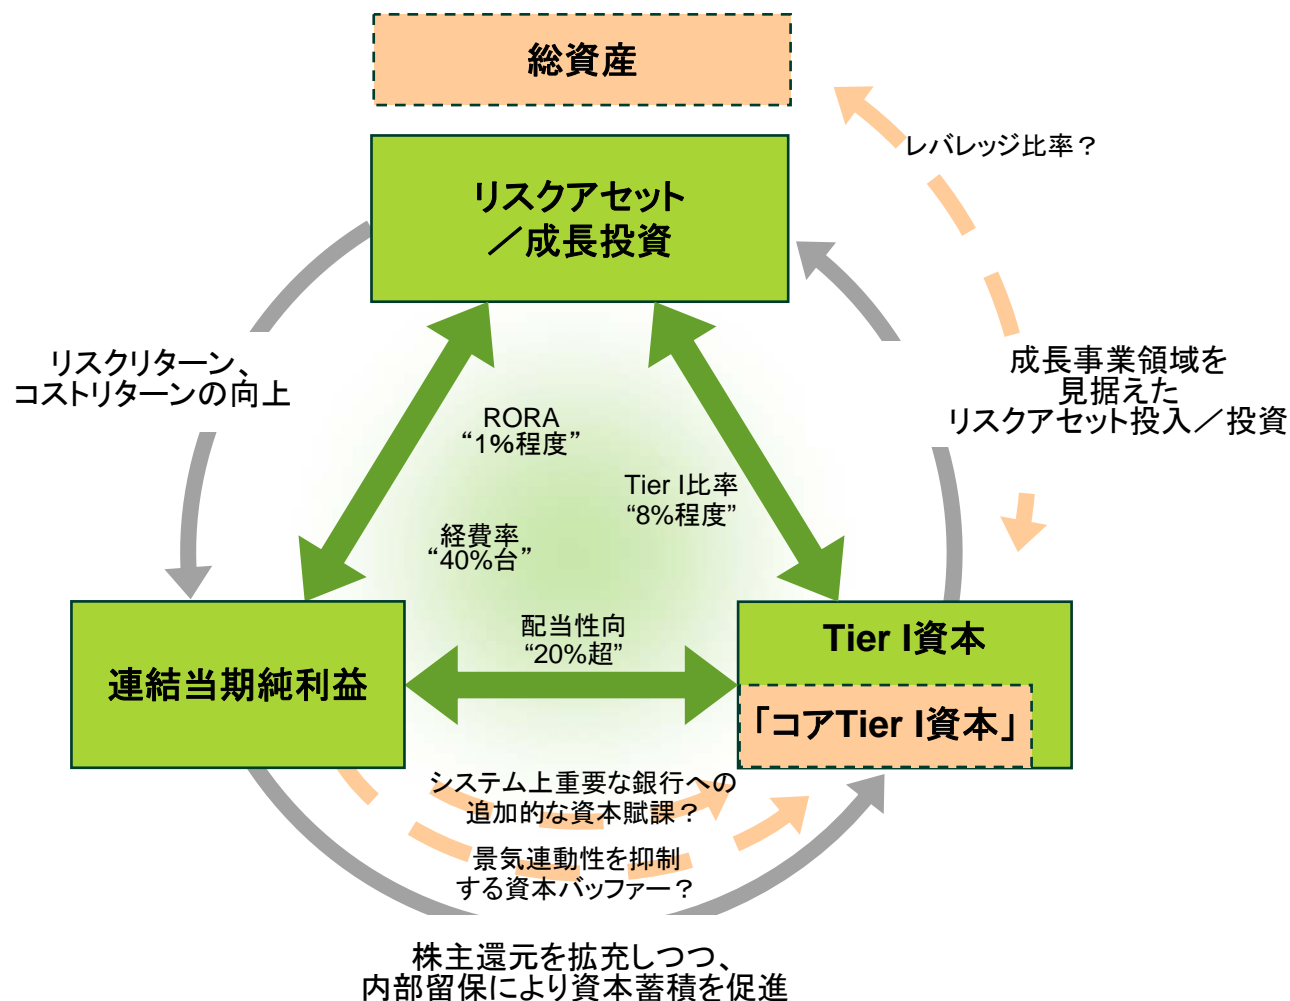 総資産
レバレッジ比率？
リスクアセット
／成長投資
リスクリターン、
コストリターンの向上
成長事業領域を
見据えた
リスクアセット投入／投資
RORA
“1%程度”
Tier I比率
“8%程度”
経費率
“40%台”
配当性向
“20%超”
連結当期純利益
Tier I資本
「コアTier I資本」
システム上重要な銀行への
追加的な資本賦課？
景気連動性を抑制
する資本バッファー？
株主還元を拡充しつつ、
内部留保により資本蓄積を促進